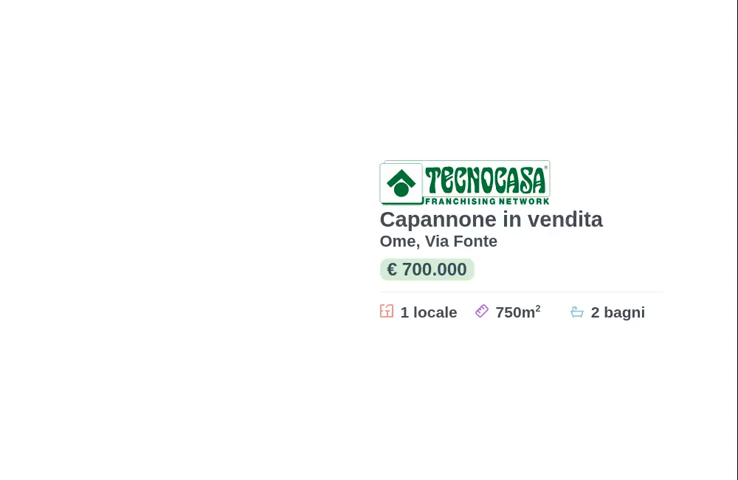 TECNOCASA
FRANCHISING NETWORK
Capannone in vendita
Ome, Via Fonte
€ 700.000
1 locale 750m² 2 bagni